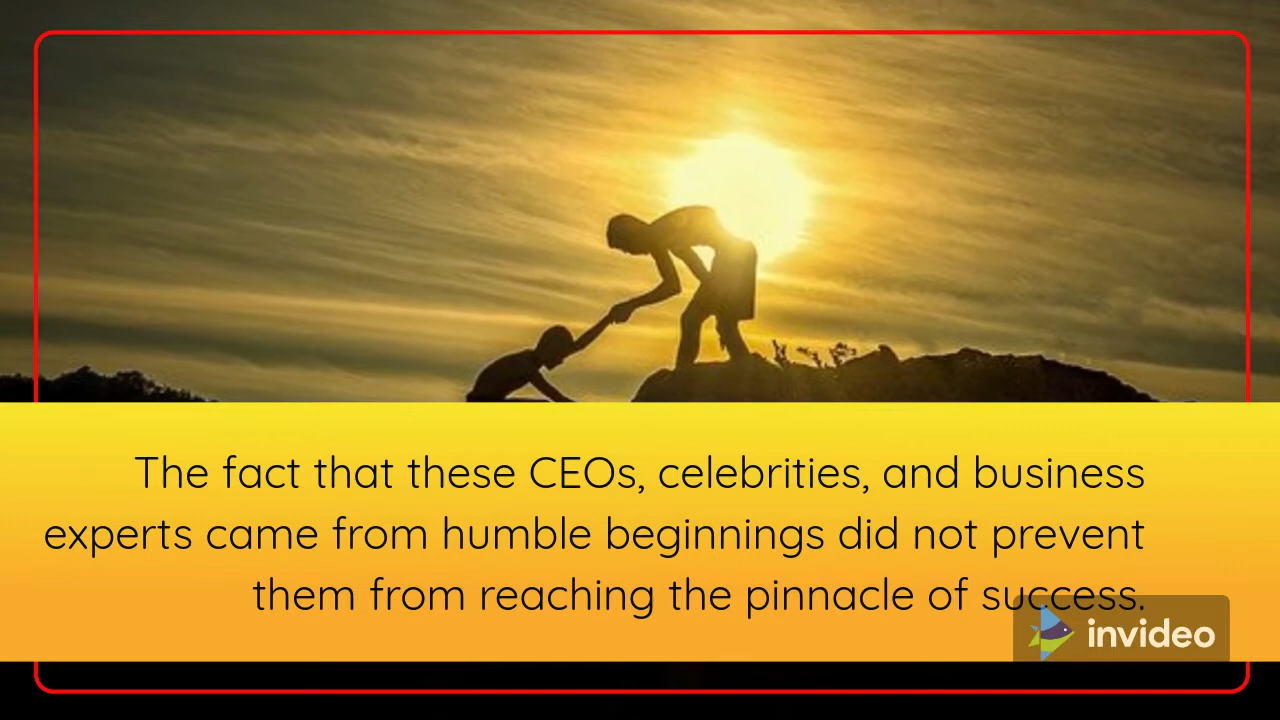 The fact that these CEOs, celebrities, and business
experts came from humble beginnings did not prevent
them from reaching the pinnacle of success.
invideo